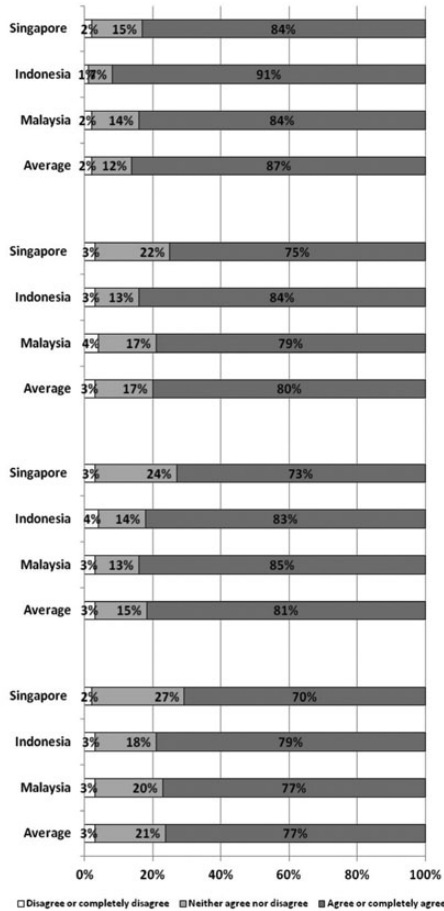 Singapore 2% 15% 84%
Indonesia 1% 7% 91%
Malaysia 2% 14% 84%
Average 2% 12% 87%
Singapore 3% 22% 75%
Indonesia 3% 13% 84%
Malaysia 4% 17% 79%
Average 3% 17% 80%
Singapore 3% 24% 73%
Indonesia 4% 14% 83%
Malaysia 3% 13% 85%
Average 3% 15% 81%
Singapore 2% 27% 70%
Indonesia 3% 18% 79%
Malaysia 3% 20% 77%
Average 3% 21% 77%
0% 20% 40% 60% 80% 100%
Disagree or completely disagree Neither agree nor disagree Agree or completely agree